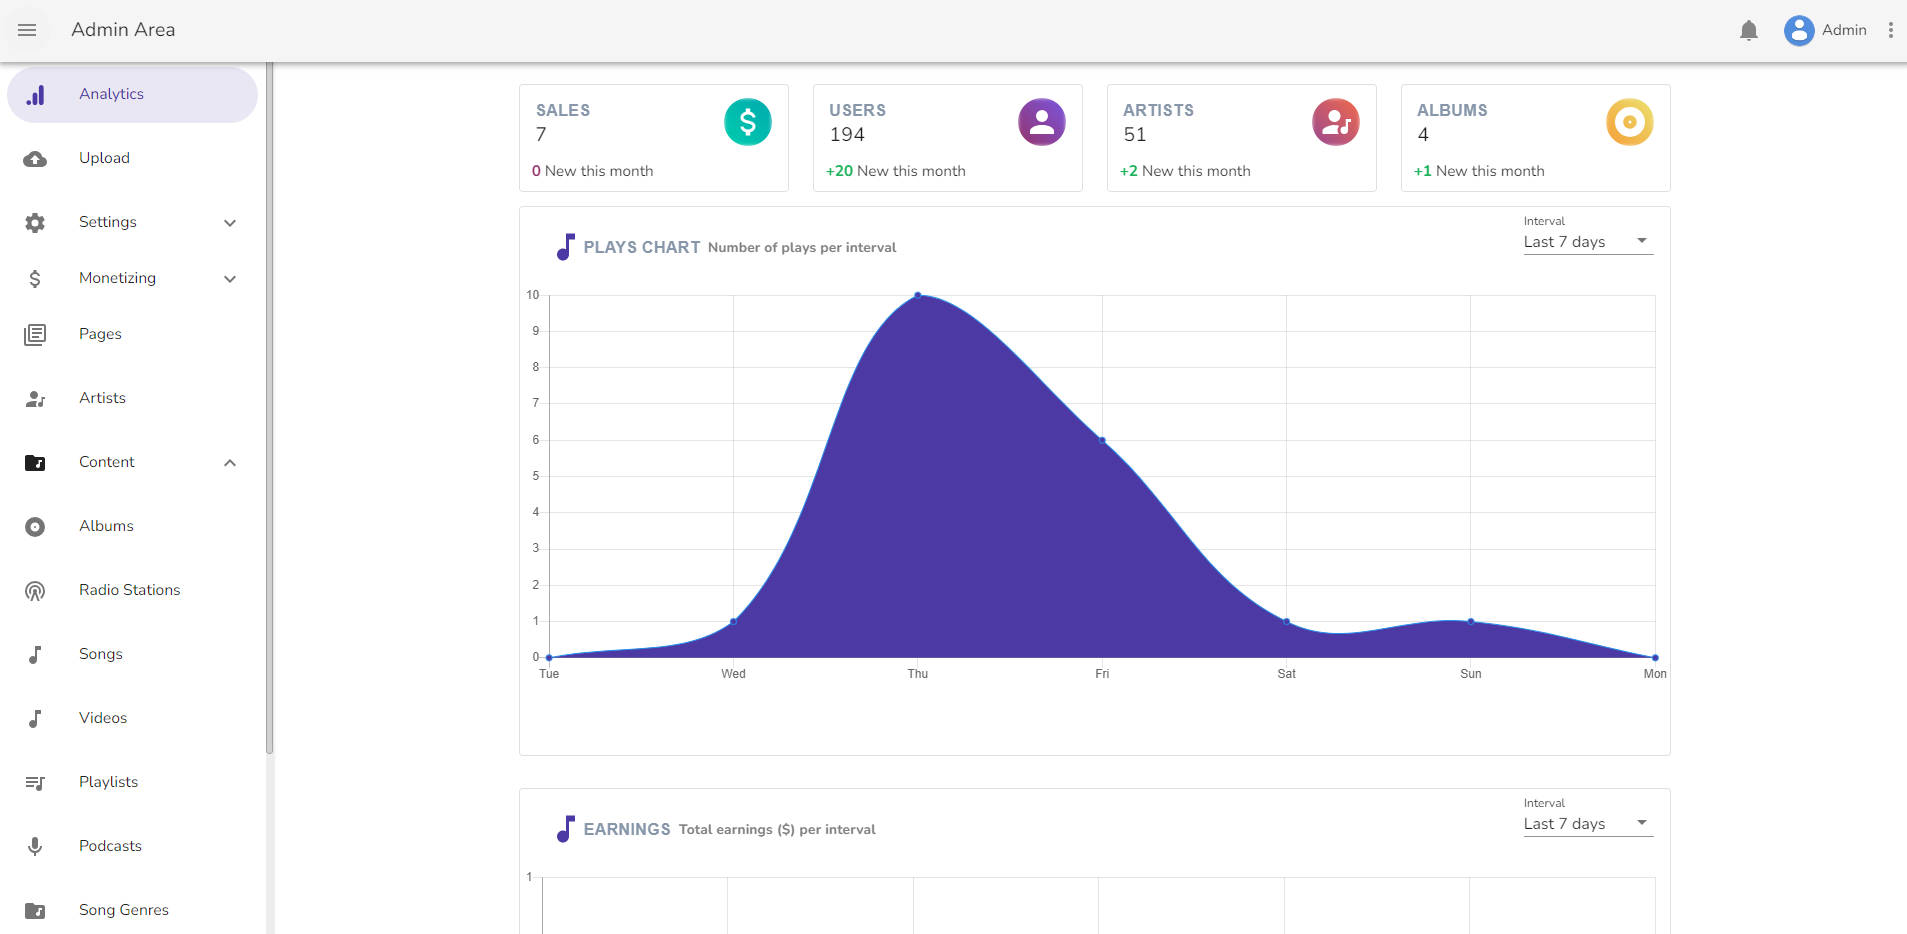 Admin Area
Admin
Analytics
Upload
Settings
Monetizing
Pages
Artists
Content
Albums
Radio Stations
Songs
Videos
Playlists
Podcasts
Song Genres
SALES
7
0 New this month
USERS
194
+20 New this month
ARTISTS
51
+2 New this month
ALBUMS
4
+1 New this month
PLAYS CHART Number of plays per interval
Interval
Last 7 days
10
9
8
7
6
5
4
3
2
1
0
Tue Wed Thu Fri Sat Sun Mon
EARNINGS Total earnings ($) per interval
Interval
Last 7 days
1